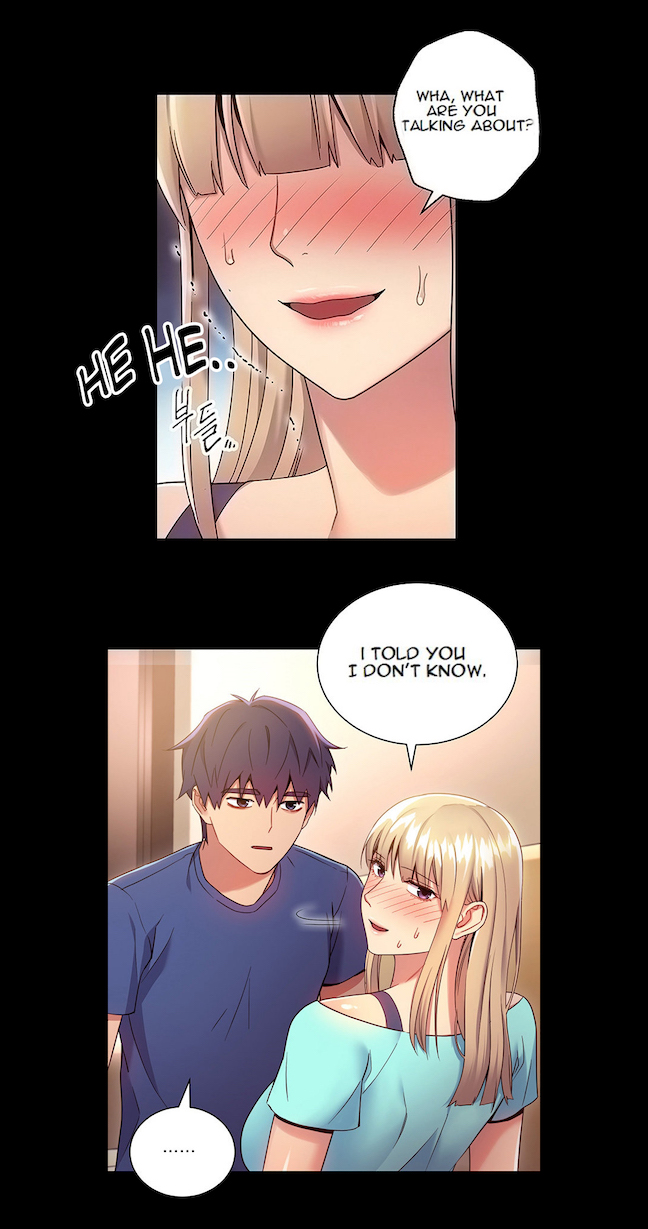 WHA, WHAT
ARE YOU
TALKING ABOUT?
HE HE..
부들
I TOLD YOU
I DON'T KNOW.
......